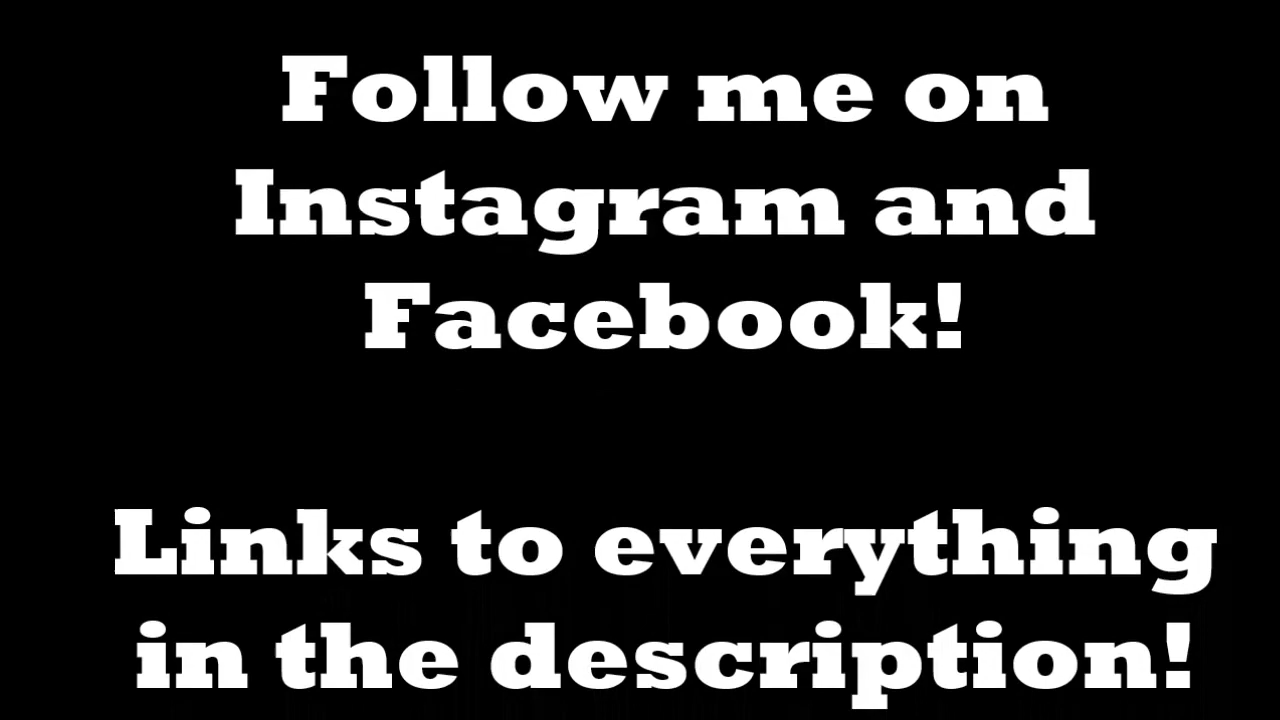 Follow me on
Instagram and
Facebook!
Links to everything
in the description!